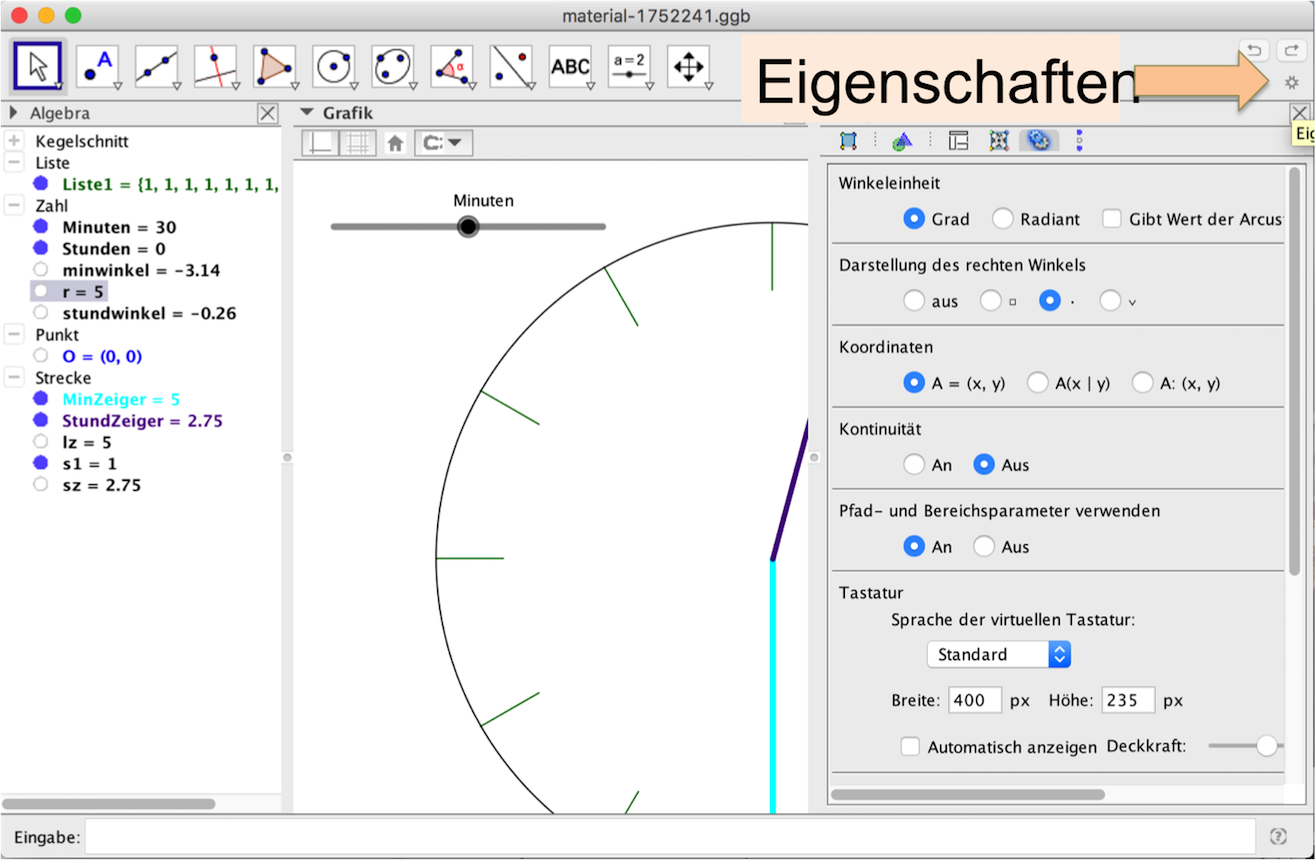 material-1752241.ggb
A
α
ABC
a=2
Eigenschaften
Algebra
Grafik
Eig
Kegelschnitt
Liste
Liste1 = {1, 1, 1, 1, 1, 1, 1,
Zahl
Minuten = 30
Stunden = 0
minwinkel = -3.14
r = 5
stundwinkel = -0.26
Punkt
O = (0, 0)
Strecke
MinZeiger = 5
StundZeiger = 2.75
lz = 5
s1 = 1
sz = 2.75
Minuten
Winkeleinheit
Grad Radiant Gibt Wert der Arcus
Darstellung des rechten Winkels
aus
Koordinaten
A = (x, y) A(x | y) A: (x, y)
Kontinuität
An Aus
Pfad- und Bereichsparameter verwenden
An Aus
Tastatur
Sprache der virtuellen Tastatur:
Standard
Breite: 400 px Höhe: 235 px
Automatisch anzeigen Deckkraft:
Eingabe: